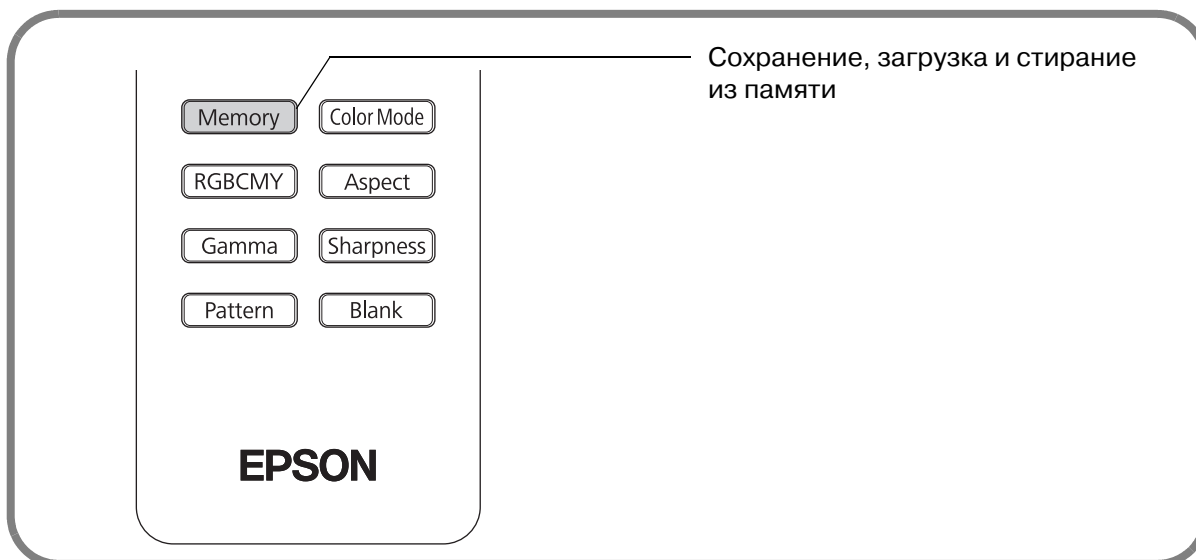 Сохранение, загрузка и стирание
из памяти
Memory Color Mode
RGBCMY Aspect
Gamma Sharpness
Pattern Blank
EPSON